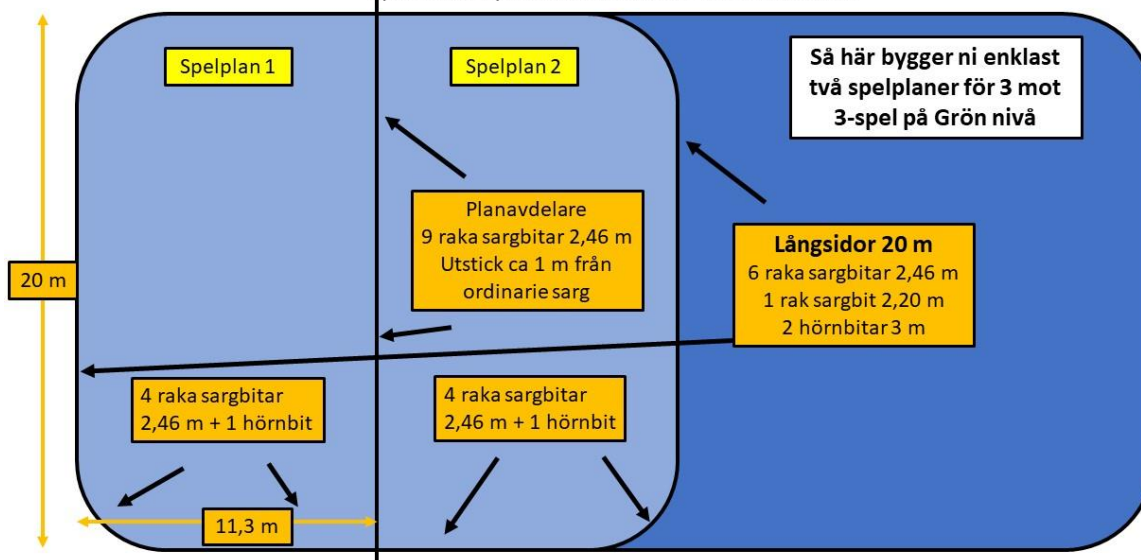 Spelplan 1
Spelplan 2
Så här bygger ni enklast
två spelplaner för 3 mot
3-spel på Grön nivå
Planavdelare
9 raka sargbitar 2,46 m
Utstick ca 1 m från
ordinarie sarg
Långsidor 20 m
6 raka sargbitar 2,46 m
1 rak sargbit 2,20 m
2 hörnbitar 3 m
20 m
4 raka sargbitar
2,46 m + 1 hörnbit
4 raka sargbitar
2,46 m + 1 hörnbit
11,3 m